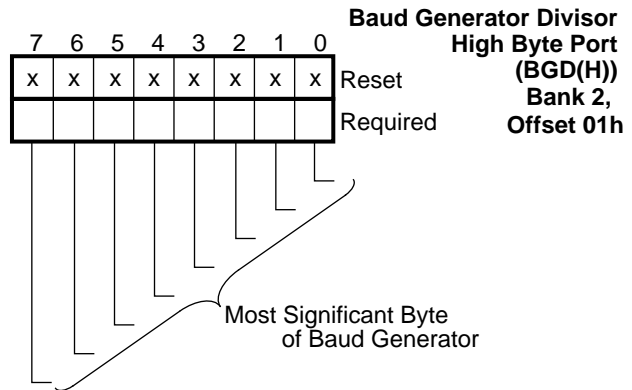 Baud Generator Divisor
High Byte Port
(BGD(H))
Bank 2,
Offset 01h
7 6 5 4 3 2 1 0
x x x x x x x x Reset
Required
Most Significant Byte
of Baud Generator